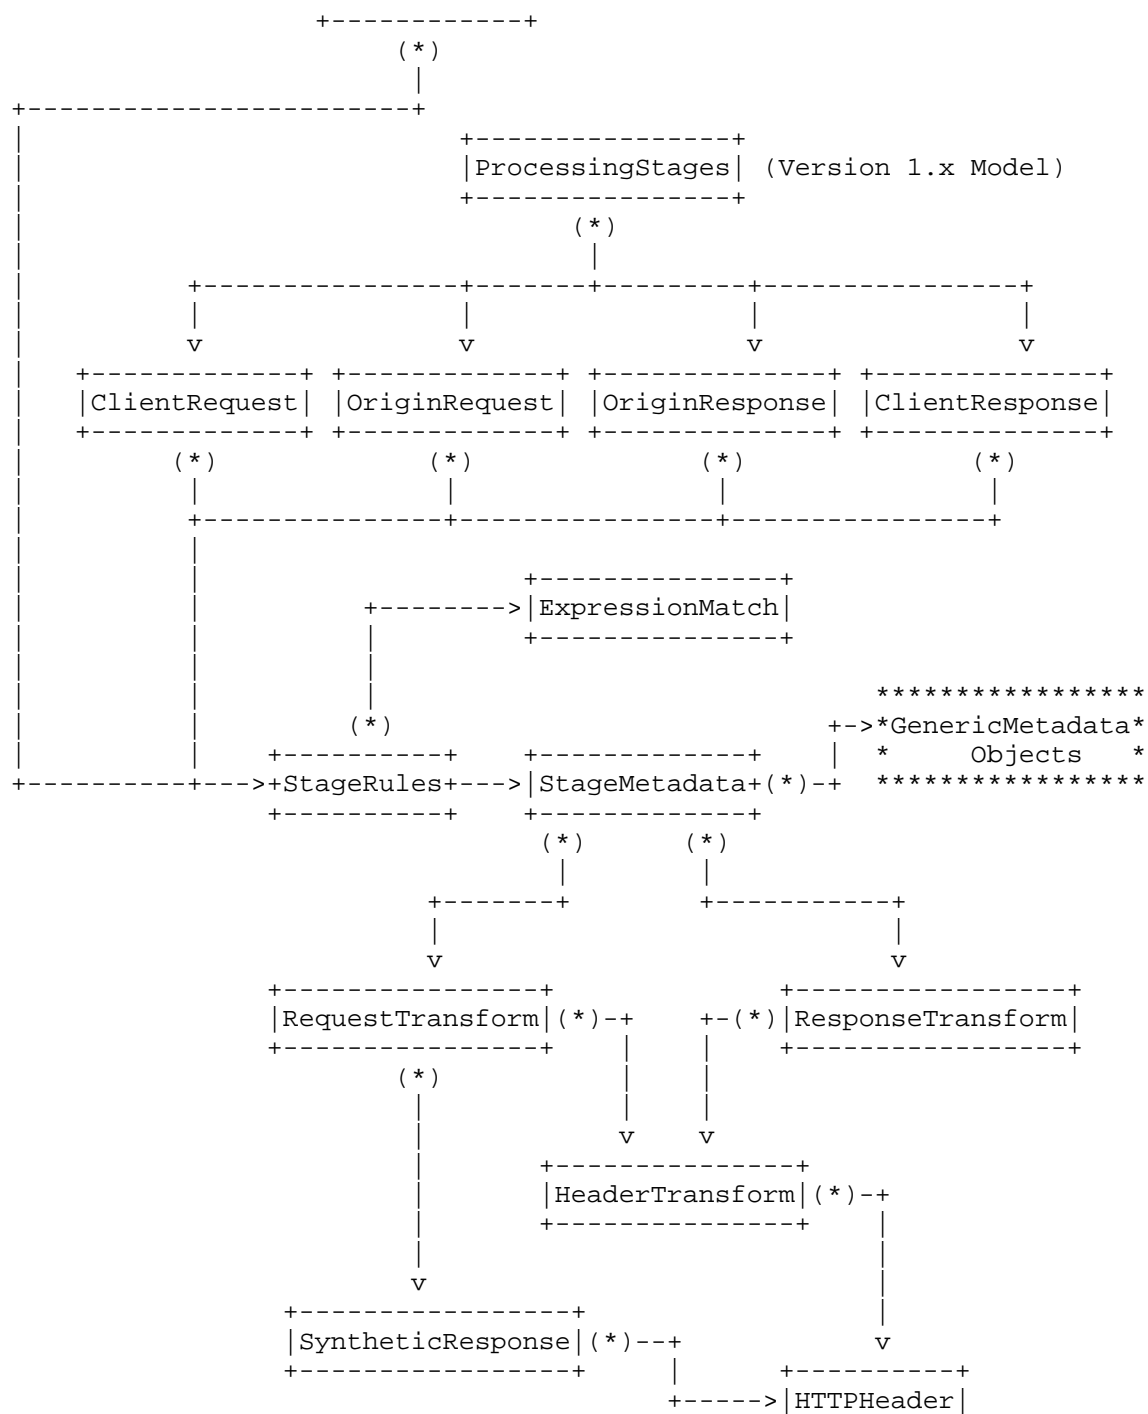 (*)
ProcessingStages (Version 1.x Model)
(*)
v v v v
ClientRequest OriginRequest OriginResponse ClientResponse
(*) (*) (*) (*)
ExpressionMatch
*****************
(*) *GenericMetadata*
* Objects *
StageRules StageMetadata (*) *****************
(*) (*)
v v
RequestTransform (*) (*) ResponseTransform
(*)
v v
HeaderTransform (*)
v
SyntheticResponse (*) v
HTTPHeader